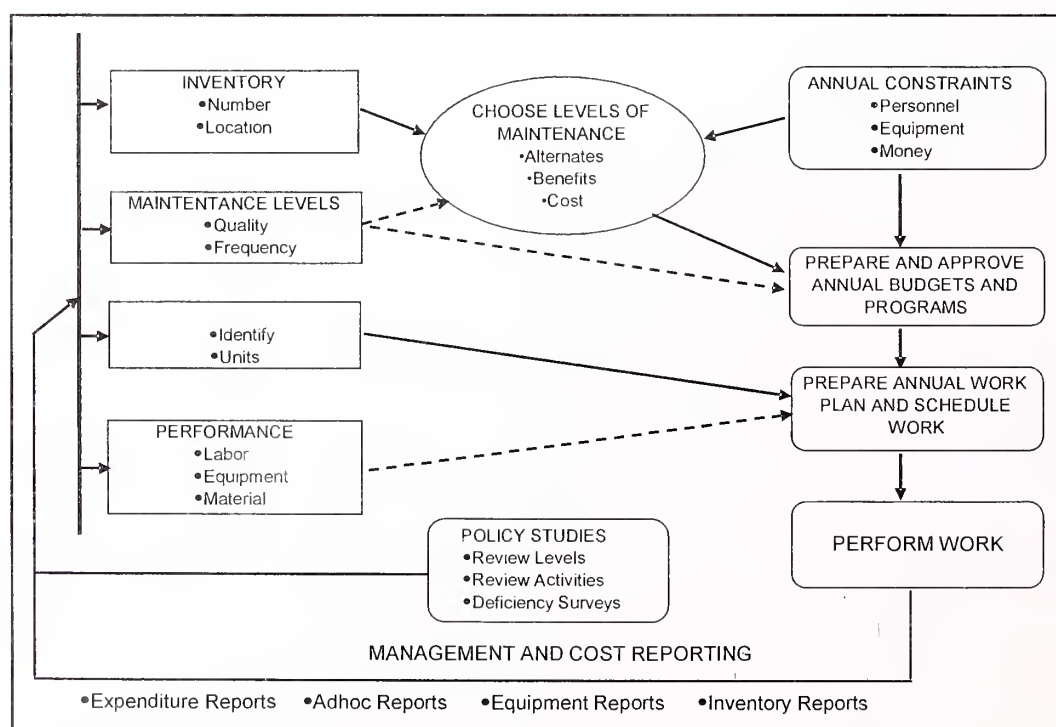 INVENTORY
•Number
•Location
CHOOSE LEVELS OF
MAINTENANCE
•Alternates
•Benefits
•Cost
ANNUAL CONSTRAINTS
•Personnel
•Equipment
•Money
MAINTENTANCE LEVELS
•Quality
•Frequency
PREPARE AND APPROVE
ANNUAL BUDGETS AND
PROGRAMS
•Identify
•Units
PREPARE ANNUAL WORK
PLAN AND SCHEDULE
WORK
PERFORMANCE
•Labor
•Equipment
•Material
POLICY STUDIES
•Review Levels
•Review Activities
•Deficiency Surveys
PERFORM WORK
MANAGEMENT AND COST REPORTING
•Expenditure Reports •Adhoc Reports •Equipment Reports •Inventory Reports